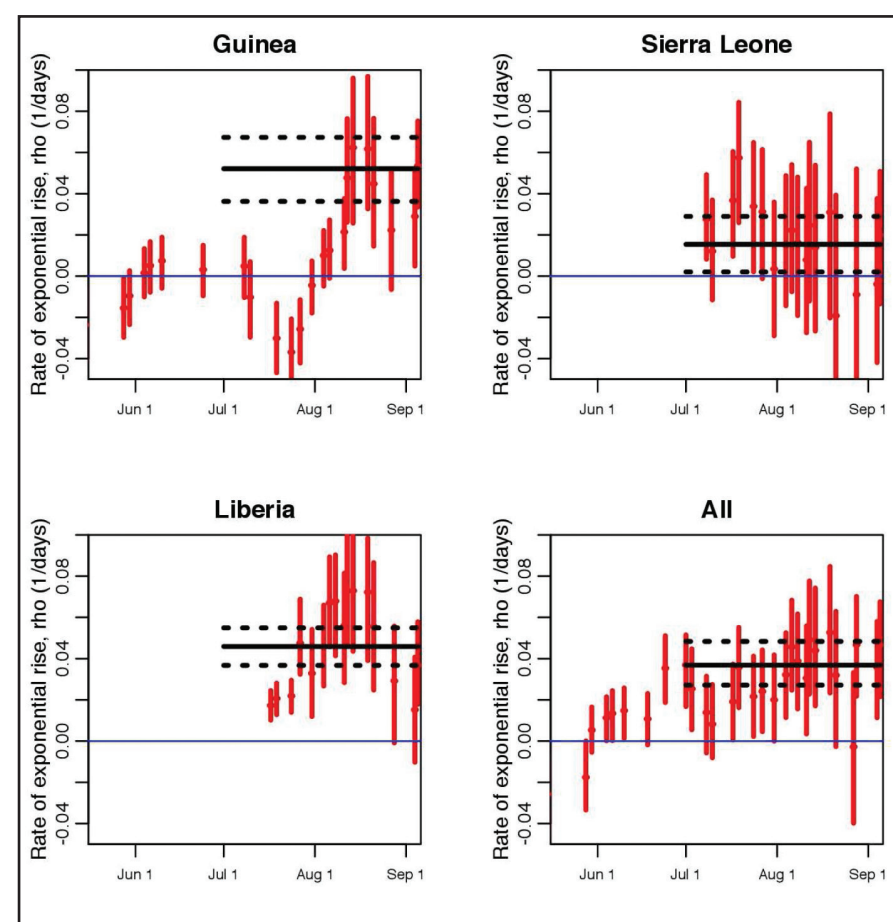 Guinea
Rate of exponential rise, rho (1/days)
0.08
0.04
0.00
-0.04
Jun 1
Jul 1
Aug 1
Sep 1
Sierra Leone
Rate of exponential rise, rho (1/days)
0.08
0.04
0.00
-0.04
Jun 1
Jul 1
Aug 1
Sep 1
Liberia
Rate of exponential rise, rho (1/days)
0.08
0.04
0.00
-0.04
Jun 1
Jul 1
Aug 1
Sep 1
All
Rate of exponential rise, rho (1/days)
0.08
0.04
0.00
-0.04
Jun 1
Jul 1
Aug 1
Sep 1